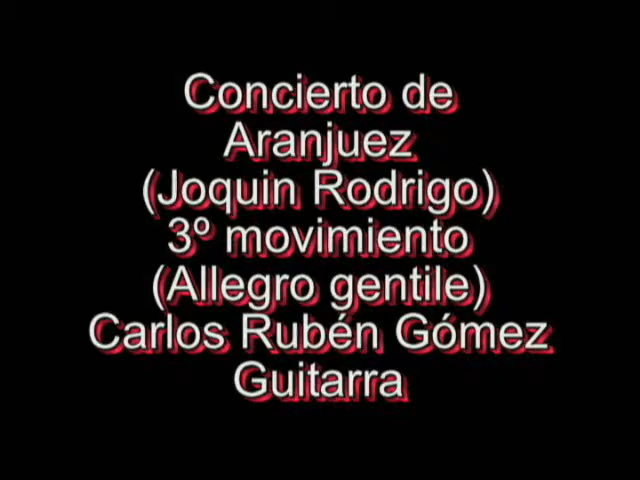 Concierto de
Aranjuez
(Joquin Rodrigo)
3º movimiento
(Allegro gentile)
Carlos Rubén Gómez
Guitarra